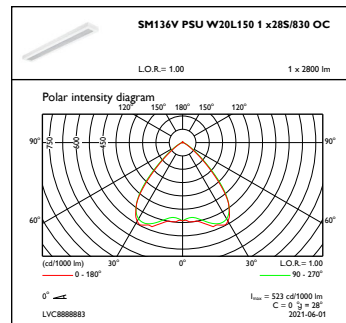 SM136V PSU W20L150 1 x28S/830 OC
L.O.R.= 1.00 1 x 2800 lm
Polar intensity diagram
120° 150° 180° 150° 120°
90° 750 600 450 90°
60° 60°
(cd/1000 lm) 30° 0° 30° L.O.R.= 1.00
0 - 180° 90 - 270°
0° Imax = 523 cd/1000 lm
C = 0 °, g = 28°
LVC8888883 2021-06-01